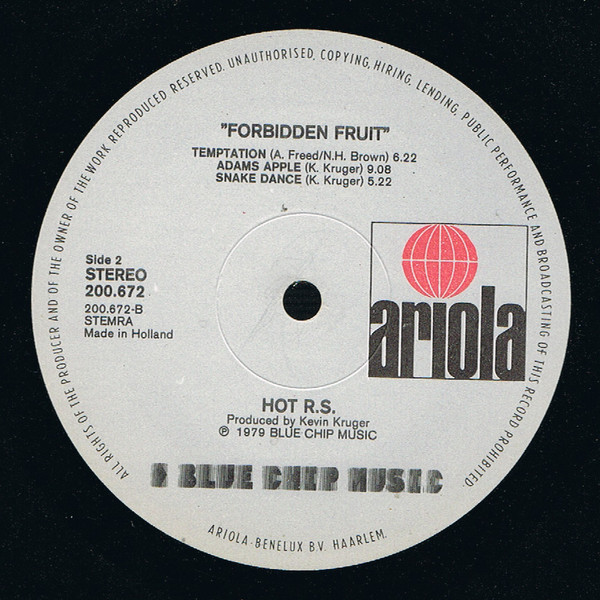 ALL RIGHTS OF THE PRODUCER AND OF THE OWNER OF THE WORK REPRODUCED RESERVED. UNAUTHORISED, COPYING, HIRING, LENDING, PUBLIC PERFORMANCE AND BROADCASTING OF THIS RECORD PROHIBITED.
"FORBIDDEN FRUIT"
TEMPTATION (A. Freed/N.H. Brown) 6.22
ADAMS APPLE (K. Kruger) 9.08
SNAKE DANCE (K. Kruger) 5.22
Side 2
STEREO
200.672
200.672-B
STEMRA
Made in Holland
ariola
HOT R.S.
Produced by Kevin Kruger
℗ 1979 BLUE CHIP MUSIC
BLUE CHIP MUSIC
ARIOLA-BENELUX B.V. HAARLEM.